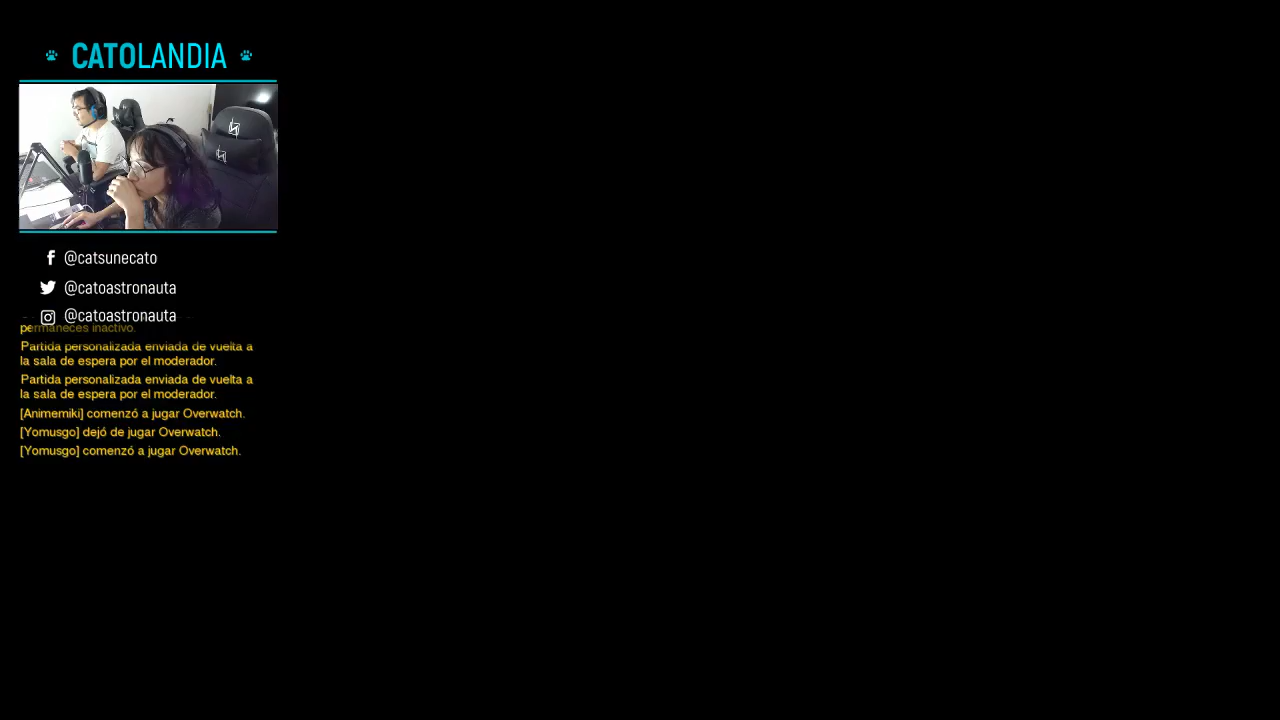 CATOLANDIA
@catsunecato
@catoastronauta
@catoastronauta
permaneces inactivo.
Partida personalizada enviada de vuelta a
la sala de espera por el moderador.
Partida personalizada enviada de vuelta a
la sala de espera por el moderador.
[Animemiki] comenzó a jugar Overwatch.
[Yomusgo] dejó de jugar Overwatch.
[Yomusgo] comenzó a jugar Overwatch.